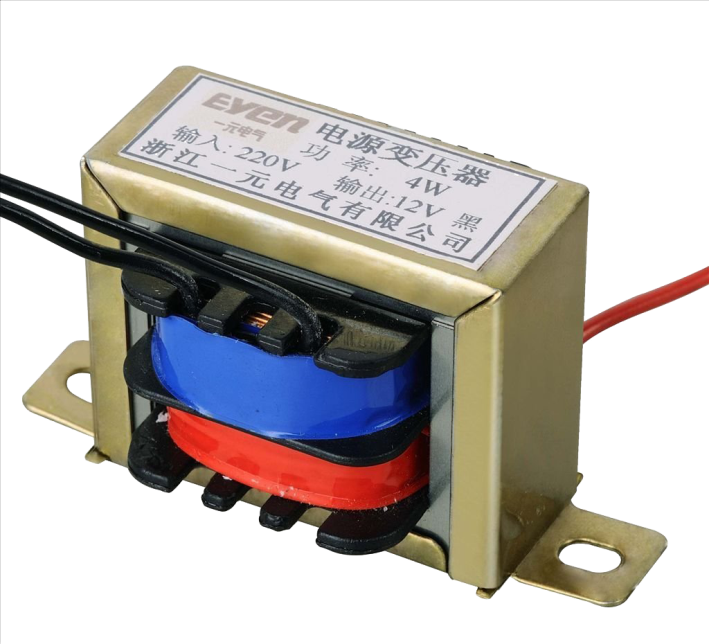 Eyen 电源变压器
一元电气 功 率: 4W
输入: 220V 输出:12V 黑
浙江一元电气有限公司